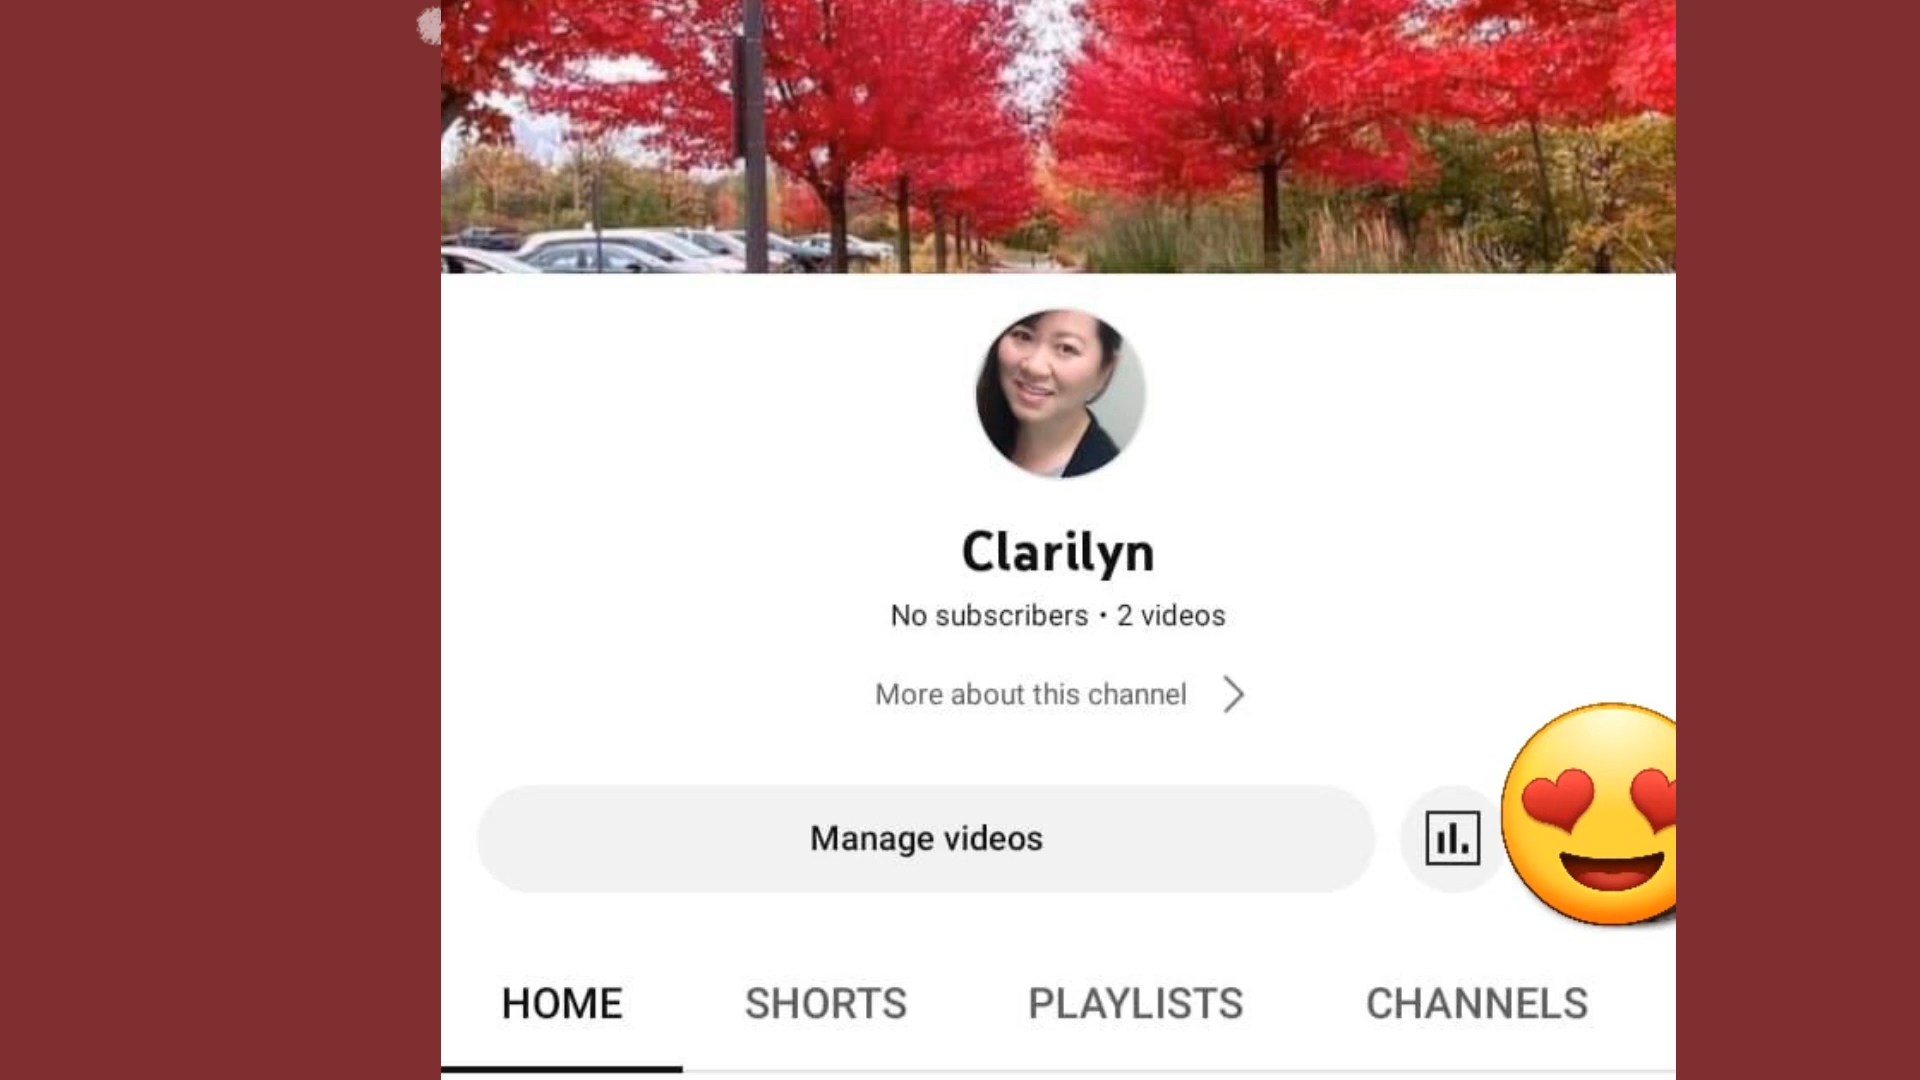 Clarilyn
No subscribers • 2 videos
More about this channel
Manage videos
HOME SHORTS PLAYLISTS CHANNELS